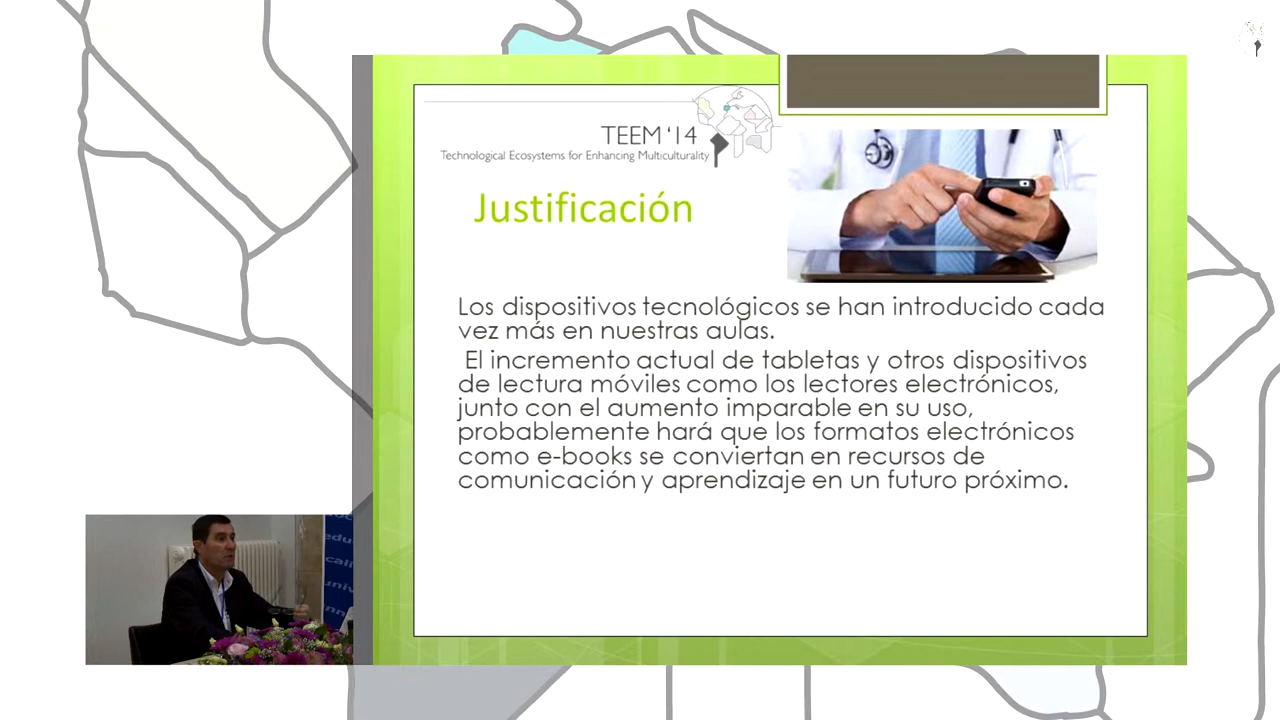 TEEM '14
Technological Ecosystems for Enhancing Multiculturality
Justificación
Los dispositivos tecnológicos se han introducido cada
vez más en nuestras aulas.
El incremento actual de tabletas y otros dispositivos
de lectura móviles como los lectores electrónicos,
junto con el aumento imparable en su uso,
probablemente hará que los formatos electrónicos
como e-books se conviertan en recursos de
comunicación y aprendizaje en un futuro próximo.